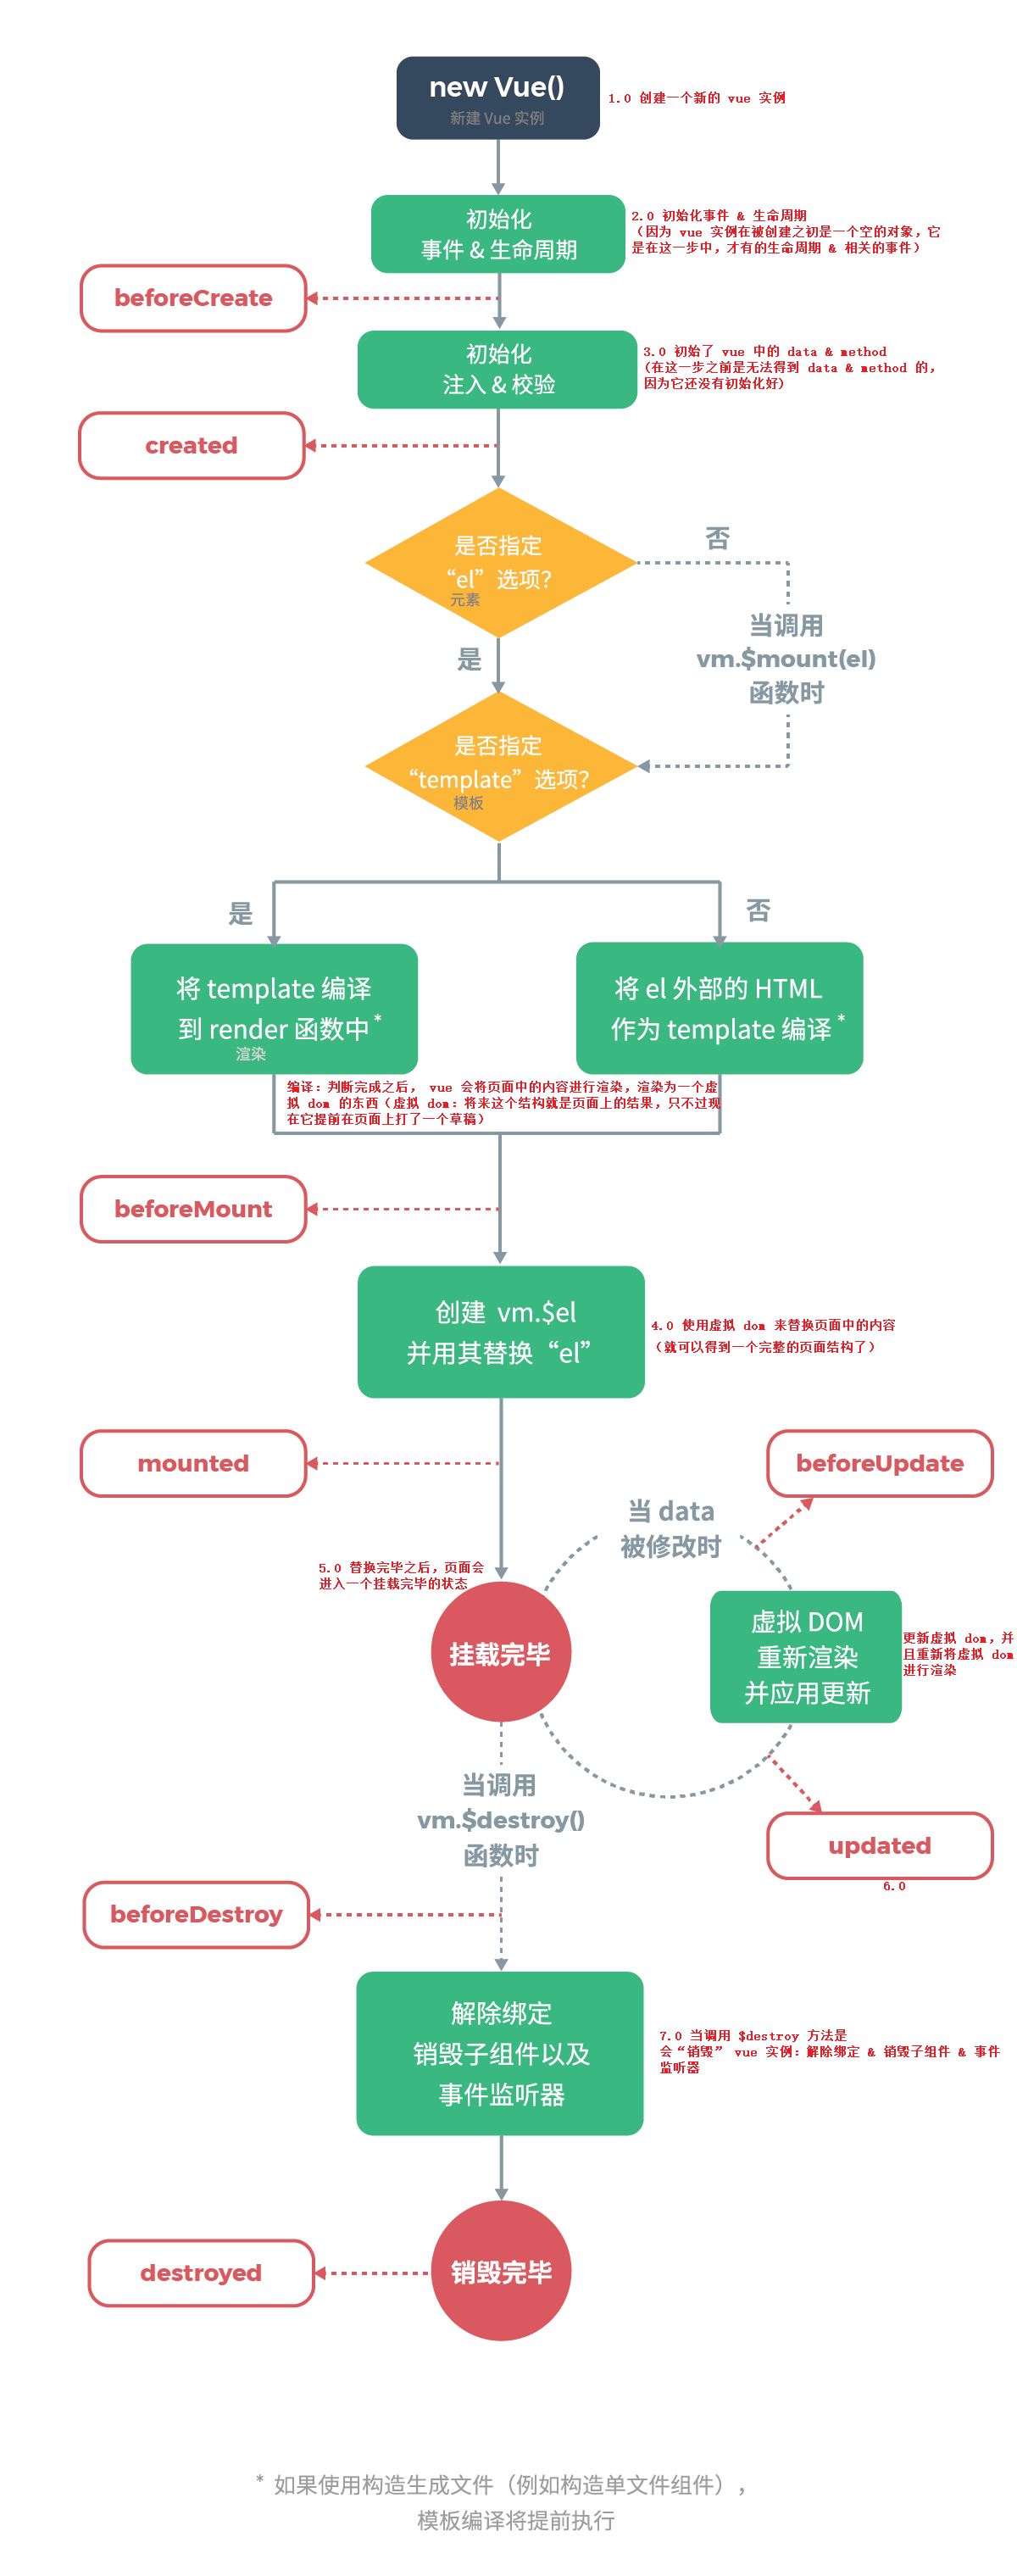 new Vue()
新建 Vue 实例
1.0 创建一个新的 vue 实例
初始化
事件 & 生命周期
2.0 初始化事件 & 生命周期
（因为 vue 实例在被创建之初是一个空的对象，它
是在这一步中，才有的生命周期 & 相关的事件）
beforeCreate
初始化
注入 & 校验
3.0 初始了 vue 中的 data & method
(在这一步之前是无法得到 data & method 的，
因为它还没有初始化好)
created
是否指定
“el”选项?
元素
否
当调用
vm.$mount(el)
函数时
是
是否指定
“template”选项?
模板
是
否
将 template 编译
到 render 函数中 *
渲染
将 el 外部的 HTML
作为 template 编译 *
编译：判断完成之后， vue 会将页面中的内容进行渲染，渲染为一个虚
拟 dom 的东西（虚拟 dom：将来这个结构就是页面上的结果，只不过现
在它提前在页面上打了一个草稿）
beforeMount
创建 vm.$el
并用其替换“el”
4.0 使用虚拟 dom 来替换页面中的内容
（就可以得到一个完整的页面结构了）
mounted
beforeUpdate
当 data
被修改时
5.0 替换完毕之后，页面会
进入一个挂载完毕的状态
挂载完毕
虚拟 DOM
重新渲染
并应用更新
更新虚拟 dom，并
且重新将虚拟 dom
进行渲染
当调用
vm.$destroy()
函数时
updated
6.0
beforeDestroy
解除绑定
销毁子组件以及
事件监听器
7.0 当调用 $destroy 方法是
会“销毁” vue 实例：解除绑定 & 销毁子组件 & 事件
监听器
销毁完毕
destroyed
* 如果使用构造生成文件（例如构造单文件组件），
模板编译将提前执行